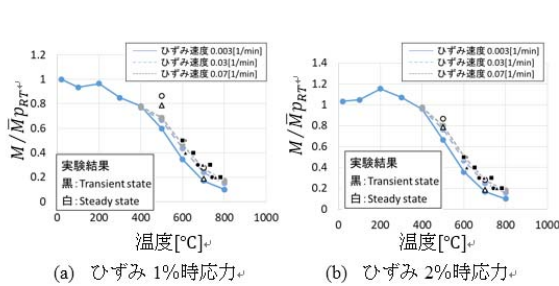 ひずみ速度 0.003[1/min]
ひずみ速度 0.03[1/min]
ひずみ速度 0.07[1/min]
1.2
1
0.8
0.6
0.4
0.2
0
M/M̅pRT
実験結果
黒：Transient state
白：Steady state
0 200 400 600 800 1000
温度[℃]
(a) ひずみ 1%時応力
ひずみ速度 0.003[1/min]
ひずみ速度 0.03[1/min]
ひずみ速度 0.07[1/min]
1.4
1.2
1
0.8
0.6
0.4
0.2
0
M/M̅pRT
実験結果
黒：Transient state
白：Steady state
0 200 400 600 800 1000
温度[℃]
(b) ひずみ 2%時応力